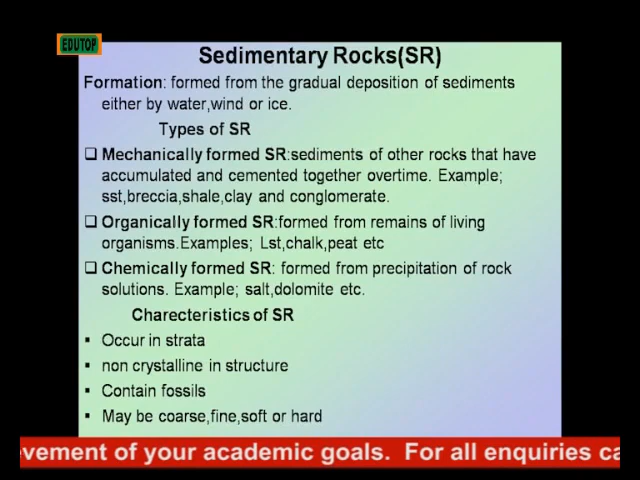 EDUTOP
Sedimentary Rocks(SR)
Formation: formed from the gradual deposition of sediments
either by water,wind or ice.
Types of SR
❑ Mechanically formed SR:sediments of other rocks that have
accumulated and cemented together overtime. Example;
sst,breccia,shale,clay and conglomerate.
❑ Organically formed SR:formed from remains of living
organisms.Examples; Lst,chalk,peat etc
❑ Chemically formed SR: formed from precipitation of rock
solutions. Example; salt,dolomite etc.
Charecteristics of SR
▪ Occur in strata
▪ non crystalline in structure
▪ Contain fossils
▪ May be coarse,fine,soft or hard
vement of your academic goals. For all enquiries ca